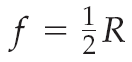 f = ½R